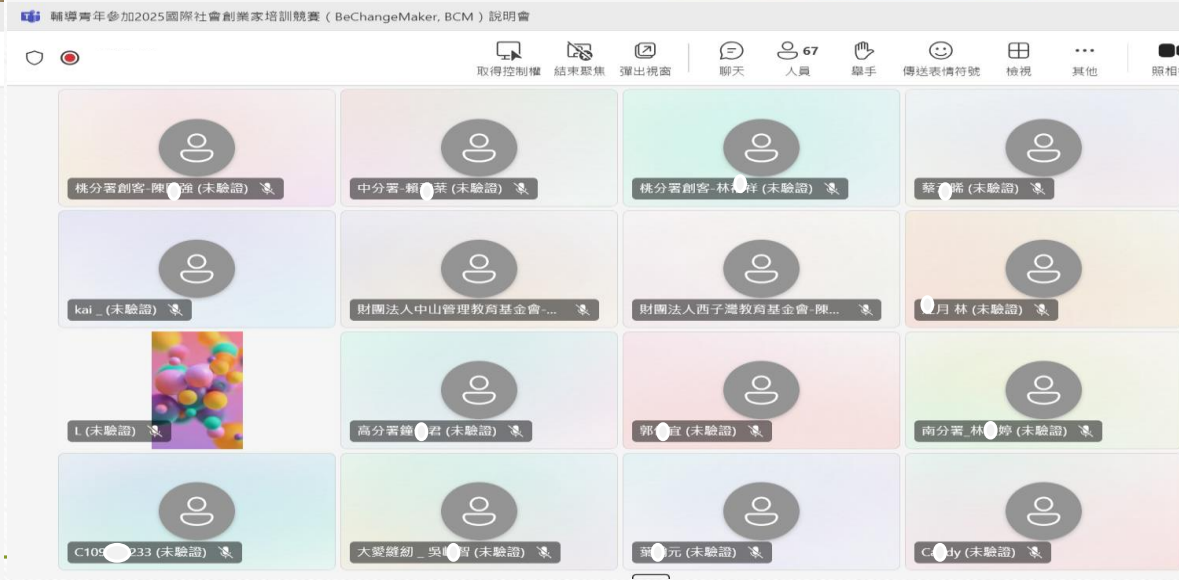 輔導青年參加2025國際社會創業家培訓競賽（BeChangeMaker, BCM）說明會
取得控制權 結束聚焦 彈出視窗 聊天 人員 67 舉手 傳送表情符號 檢視 其他 照相
桃分署創客-陳 強 (未驗證) 中分署-賴 葉 (未驗證) 桃分署創客-林 祥 (未驗證) 蔡 晞 (未驗證)
kai _ (未驗證) 財團法人中山管理教育基金會-... 財團法人西子灣教育基金會-陳... 月 林 (未驗證)
L (未驗證) 高分署鐘 君 (未驗證) 郭 宜 (未驗證) 南分署_林 婷 (未驗證)
C109 233 (未驗證) 大愛縫紉 _ 吳 智 (未驗證) 葉 元 (未驗證) C dy (未驗證)